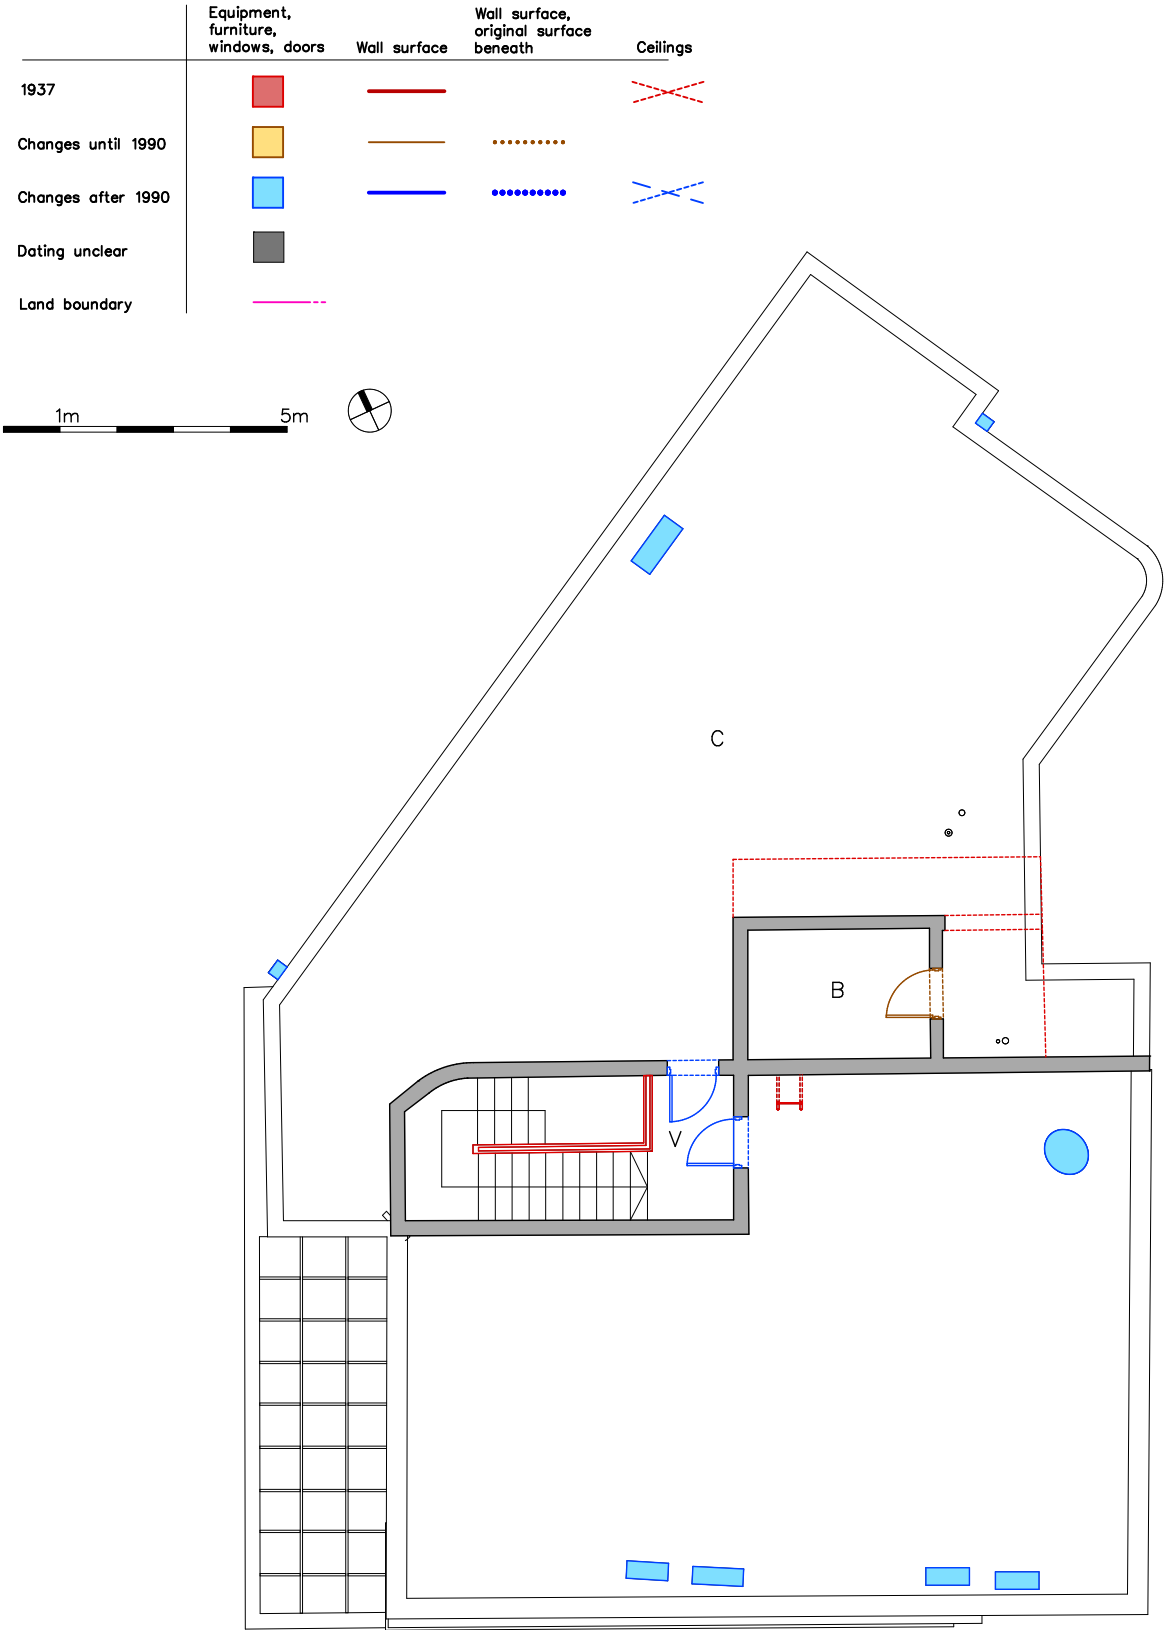 Equipment,
furniture,
windows, doors
Wall surface
Wall surface,
original surface
beneath
Ceilings
1937
Changes until 1990
Changes after 1990
Dating unclear
Land boundary
1m 5m
C
B
V